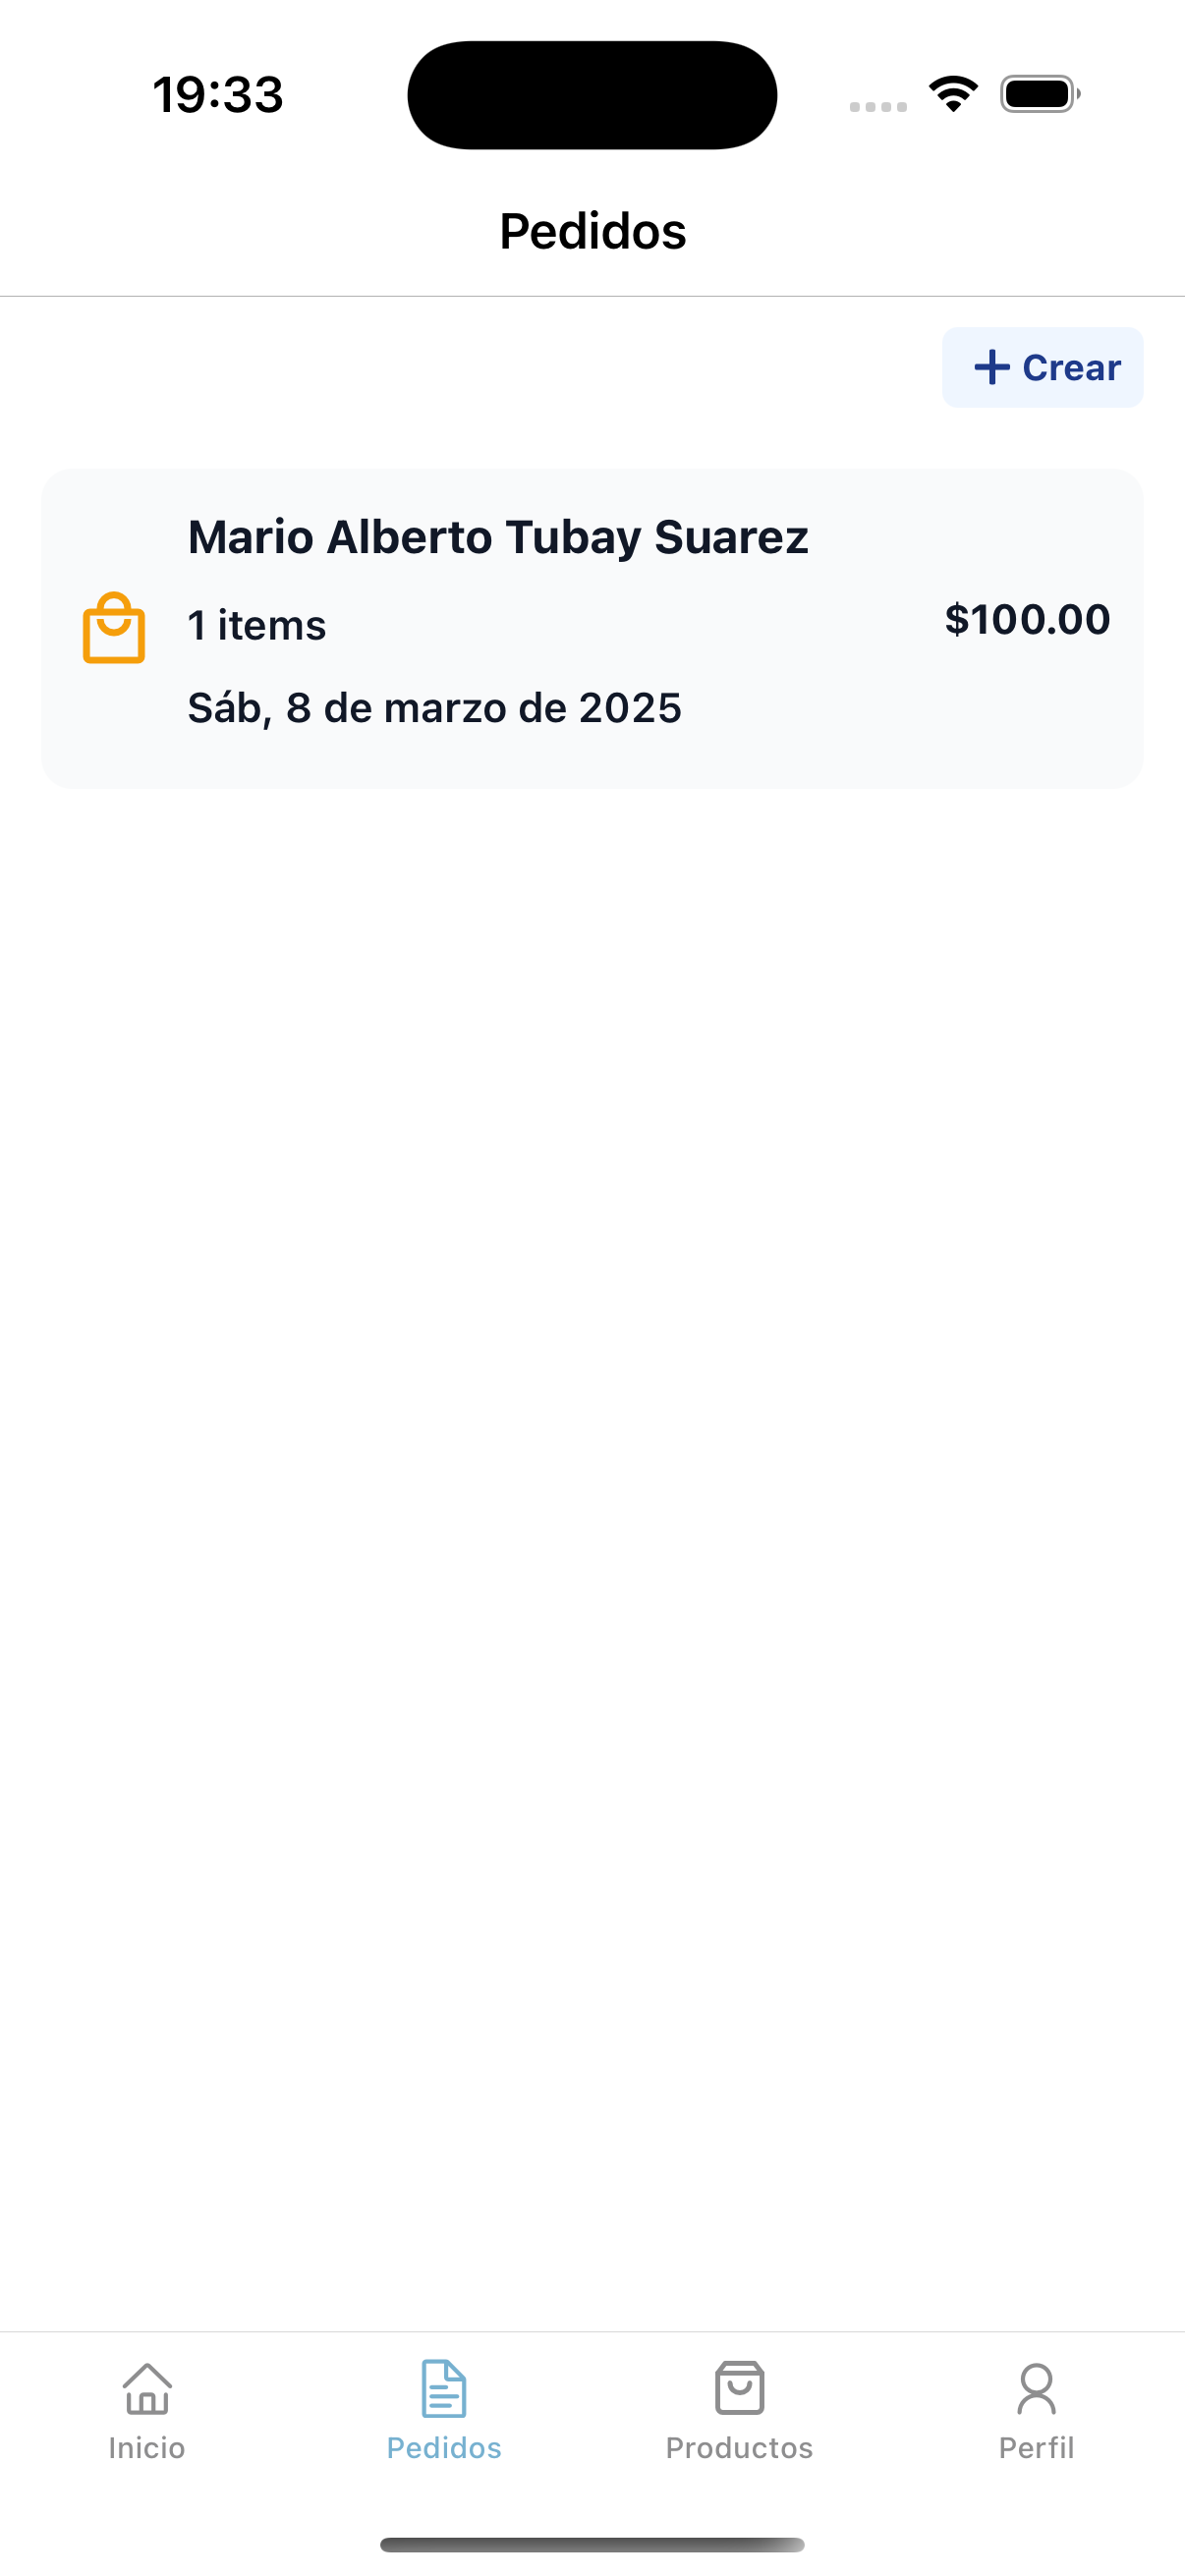 19:33
Pedidos
Crear
Mario Alberto Tubay Suarez
1 items
$100.00
Sáb, 8 de marzo de 2025
Inicio
Pedidos
Productos
Perfil